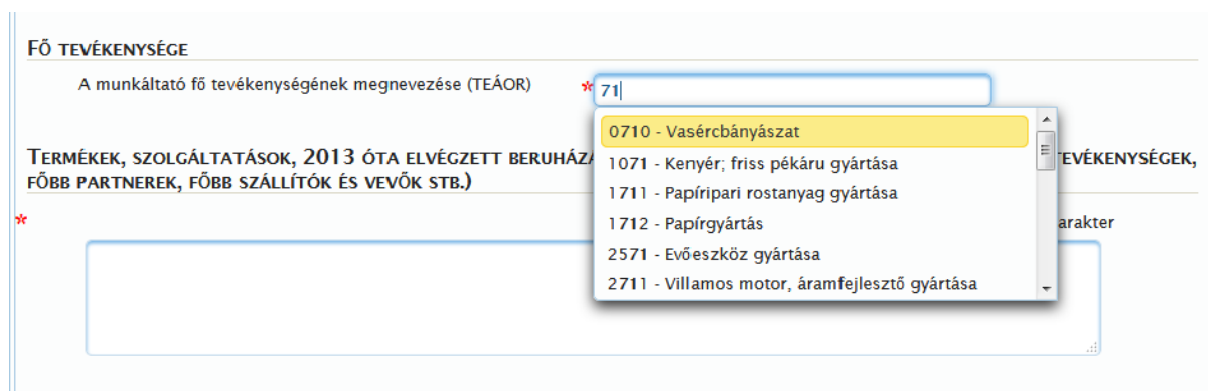 FŐ TEVÉKENYSÉGE
A munkáltató fő tevékenységének megnevezése (TEÁOR) * 71
0710 - Vasércbányászat
1071 - Kenyér; friss pékáru gyártása
1711 - Papíripari rostanyag gyártása
1712 - Papírgyártás
2571 - Evőeszköz gyártása
2711 - Villamos motor, áramfejlesztő gyártása
TERMÉKEK, SZOLGÁLTATÁSOK, 2013 ÓTA ELVÉGZETT TEVÉKENYSÉGEK,
FŐBB PARTNEREK, FŐBB SZÁLLÍTÓK ÉS VEVŐK STB.)
*